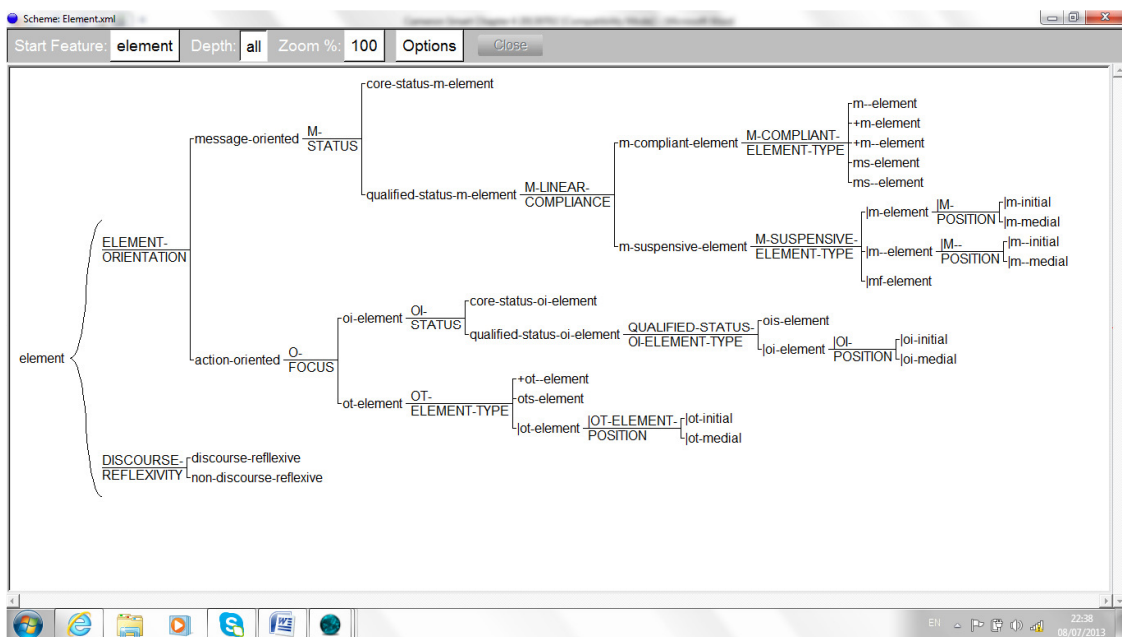 Scheme: Element.xml
Start Feature: element Depth: all Zoom %: 100 Options Close
core-status-m-element
m--element
+m-element
message-oriented M-STATUS
m-compliant-element M-COMPLIANT-ELEMENT-TYPE
+m--element
ms-element
ms--element
qualified-status-m-element M-LINEAR-COMPLIANCE
|m-element |M-POSITION |m-initial
|m-medial
m-suspensive-element M-SUSPENSIVE-ELEMENT-TYPE
|m--element |M--POSITION |m--initial
|m--medial
|mf-element
ELEMENT-ORIENTATION
core-status-oi-element
oi-element OI-STATUS
qualified-status-oi-element QUALIFIED-STATUS-OI-ELEMENT-TYPE
ois-element
|oi-element |OI-POSITION |oi-initial
|oi-medial
element
action-oriented O-FOCUS
+ot--element
ot-element OT-ELEMENT-TYPE
ots-element
|ot-element |OT-ELEMENT-POSITION |ot-initial
|ot-medial
DISCOURSE-REFLEXIVITY
discourse-refllexive
non-discourse-reflexive
EN
22:38
08/07/2013